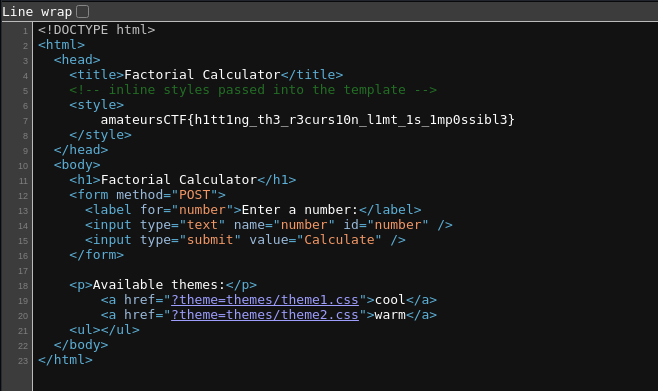 Line wrap
1 <!DOCTYPE html>
2 <html>
3   <head>
4     <title>Factorial Calculator</title>
5     <!-- inline styles passed into the template -->
6     <style>
7         amateursCTF{h1tt1ng_th3_r3curs10n_l1mt_1s_1mp0ssibl3}
8     </style>
9   </head>
10   <body>
11     <h1>Factorial Calculator</h1>
12     <form method="POST">
13       <label for="number">Enter a number:</label>
14       <input type="text" name="number" id="number" />
15       <input type="submit" value="Calculate" />
16     </form>
17
18     <p>Available themes:</p>
19         <a href="?theme=themes/theme1.css">cool</a>
20         <a href="?theme=themes/theme2.css">warm</a>
21     <ul></ul>
22   </body>
23 </html>